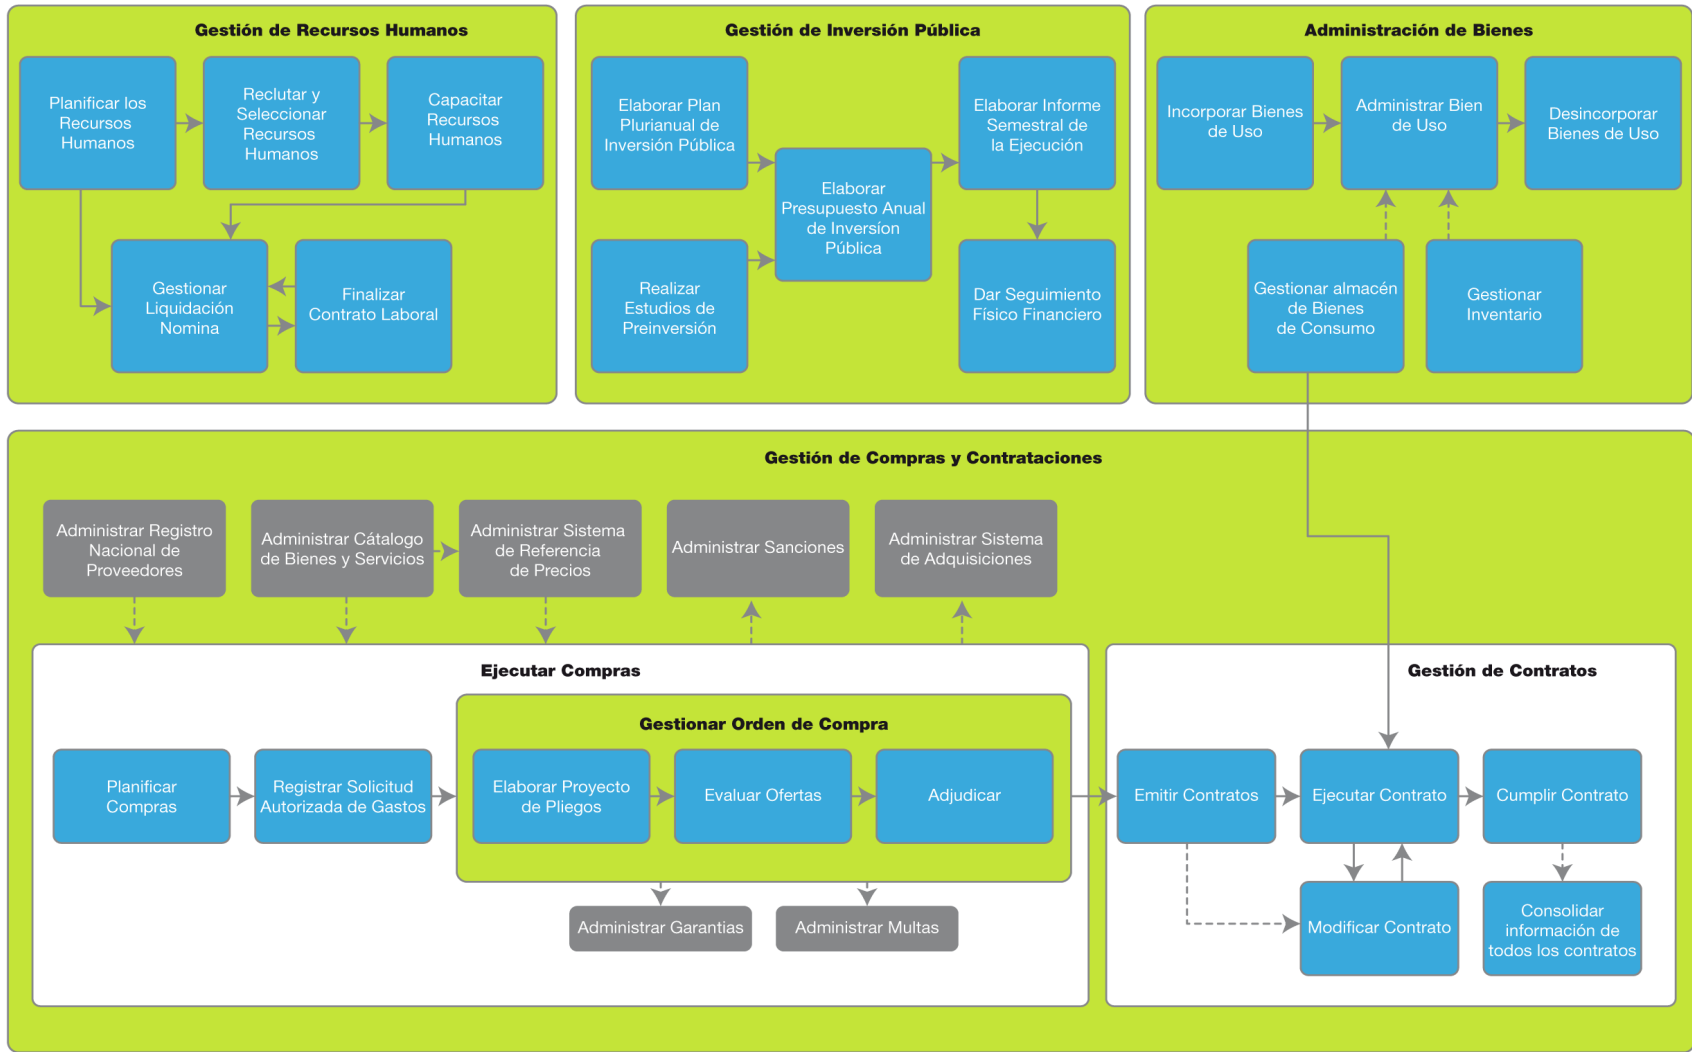 Gestión de Recursos Humanos
Planificar los
Recursos
Humanos
Reclutar y
Seleccionar
Recursos
Humanos
Capacitar
Recursos
Humanos
Gestionar
Liquidación
Nomina
Finalizar
Contrato Laboral
Gestión de Inversión Pública
Elaborar Plan
Plurianual de
Inversión Pública
Elaborar Informe
Semestral de
la Ejecución
Elaborar
Presupuesto Anual
de Inversíon
Pública
Realizar
Estudios de
Preinversión
Dar Seguimiento
Físico Financiero
Administración de Bienes
Incorporar Bienes
de Uso
Administrar Bien
de Uso
Desincorporar
Bienes de Uso
Gestionar almacén
de Bienes
de Consumo
Gestionar
Inventario
Gestión de Compras y Contrataciones
Administrar Registro
Nacional de
Proveedores
Administrar Cátalogo
de Bienes y Servicios
Administrar Sistema
de Referencia
de Precios
Administrar Sanciones
Administrar Sistema
de Adquisiciones
Ejecutar Compras
Planificar
Compras
Registrar Solicitud
Autorizada de Gastos
Gestionar Orden de Compra
Elaborar Proyecto
de Pliegos
Evaluar Ofertas
Adjudicar
Administrar Garantias
Administrar Multas
Gestión de Contratos
Emitir Contratos
Ejecutar Contrato
Cumplir Contrato
Modificar Contrato
Consolidar
información de
todos los contratos